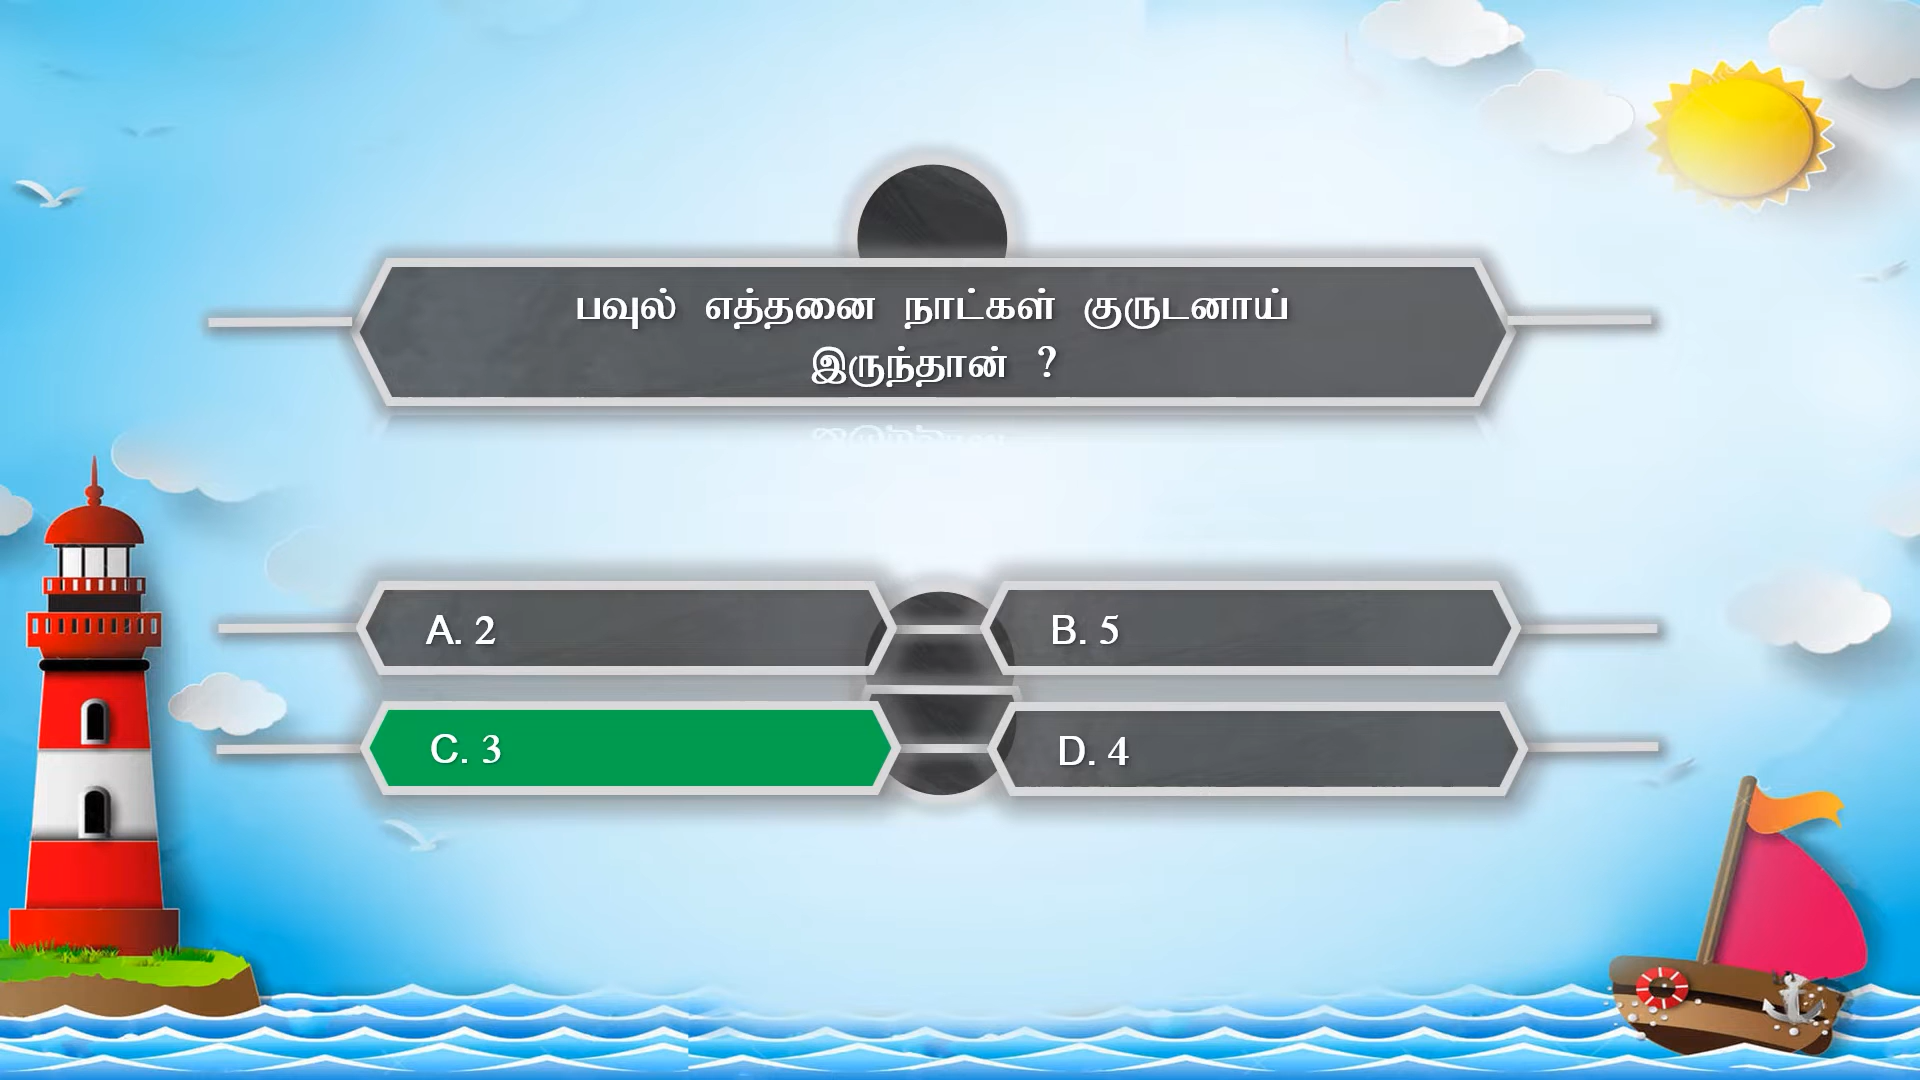 பவுல் எத்தனை நாட்கள் குருடனாய்
இருந்தான் ?
A. 2
B. 5
C. 3
D. 4